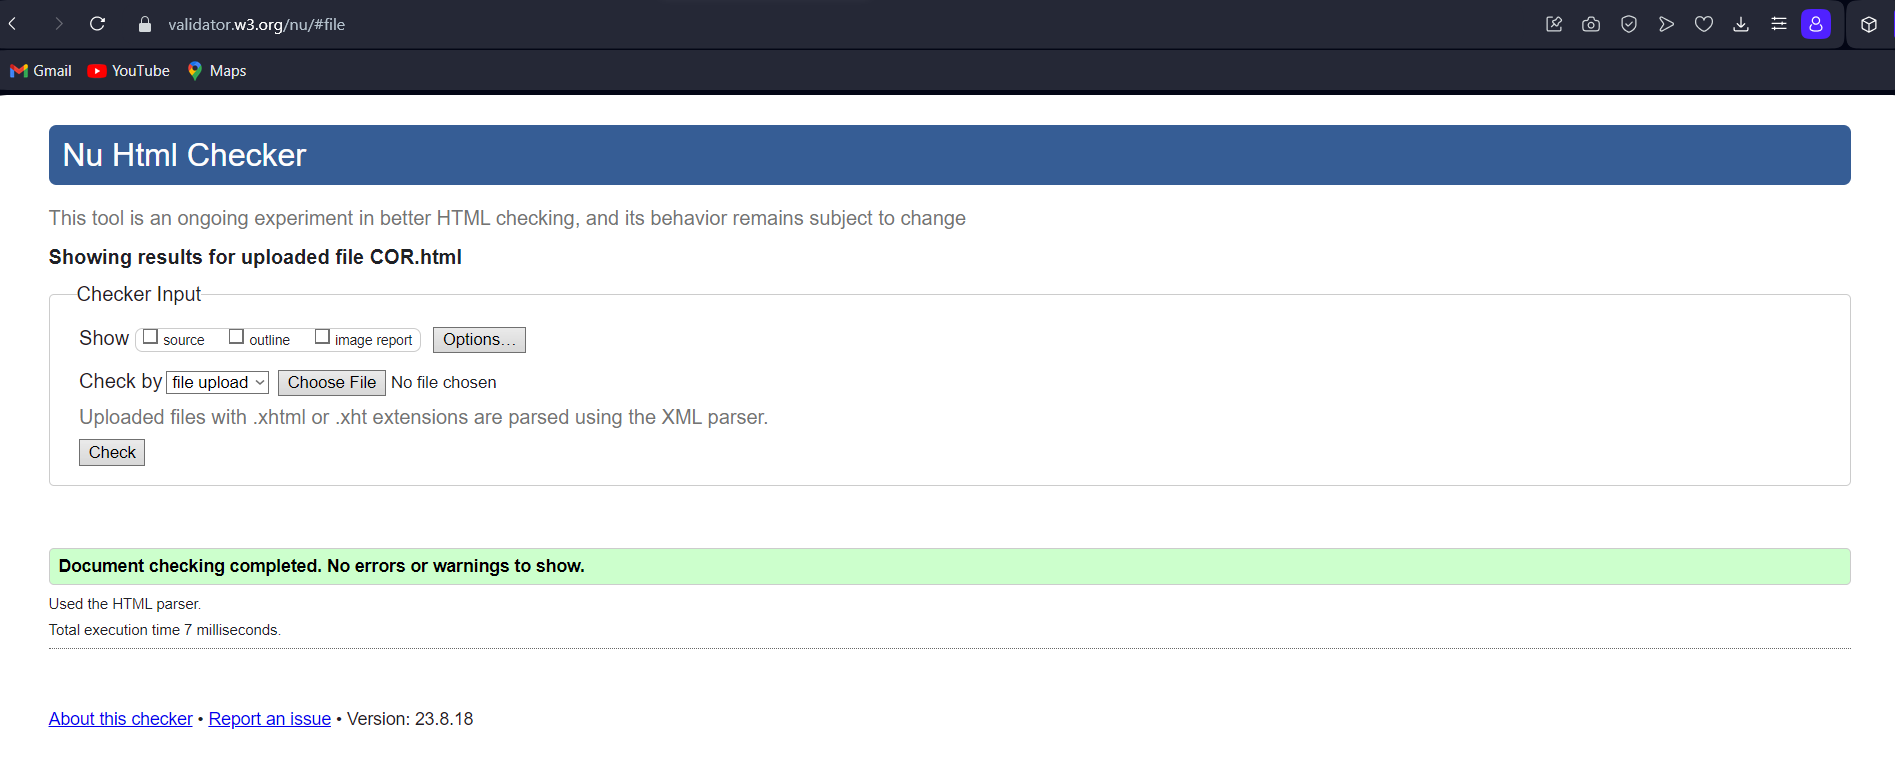 validator.w3.org/nu/#file
Gmail YouTube Maps
Nu Html Checker
This tool is an ongoing experiment in better HTML checking, and its behavior remains subject to change
Showing results for uploaded file COR.html
Checker Input
Show source outline image report Options...
Check by file upload Choose File No file chosen
Uploaded files with .xhtml or .xht extensions are parsed using the XML parser.
Check
Document checking completed. No errors or warnings to show.
Used the HTML parser.
Total execution time 7 milliseconds.
About this checker • Report an issue • Version: 23.8.18